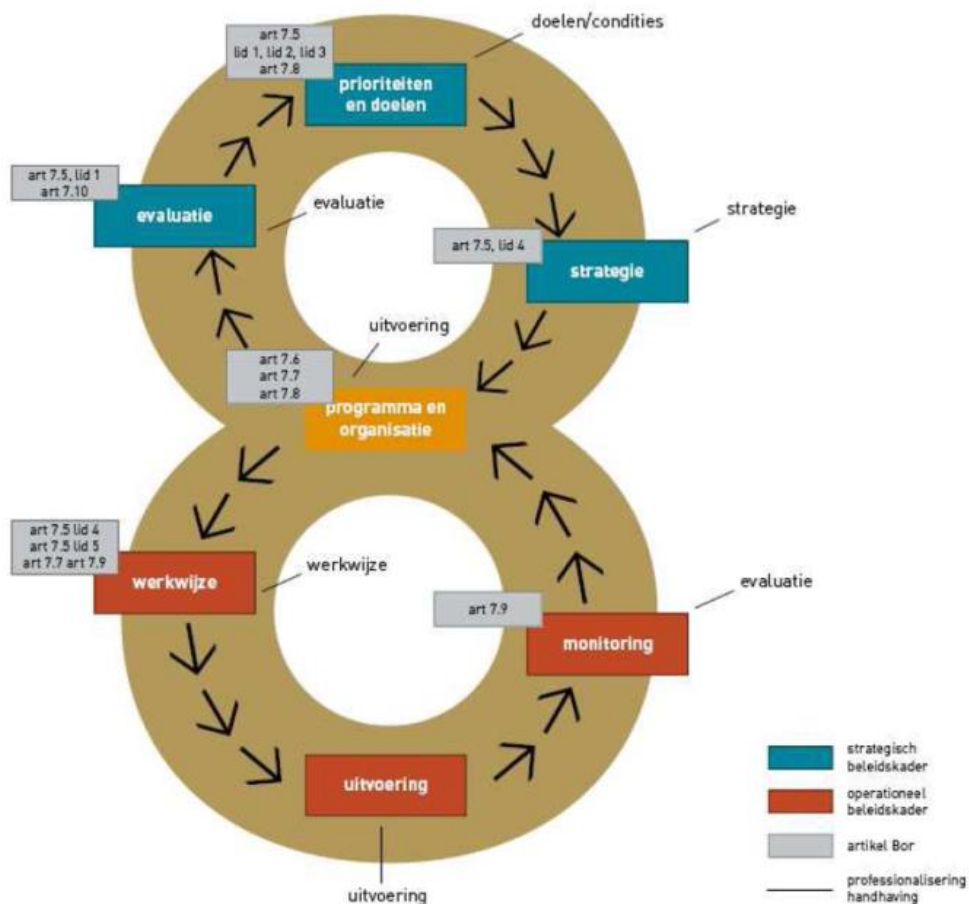 doelen/condities
art 7.5
lid 1, lid 2, lid 3
art 7.8
prioriteiten
en doelen
art 7.5, lid 1
art 7.10
evaluatie
evaluatie
strategie
art 7.5, lid 4
strategie
uitvoering
art 7.6
art 7.7
art 7.8
programma en
organisatie
art 7.5 lid 4
art 7.5 lid 5
art 7.7 art 7.9
werkwijze
werkwijze
evaluatie
art 7.9
monitoring
uitvoering
uitvoering
strategisch
beleidskader
operationeel
beleidskader
artikel Bor
professionalisering
handhaving